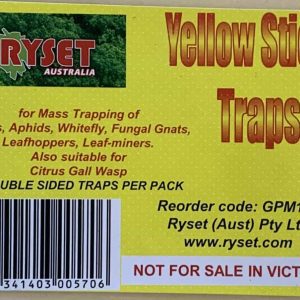 RYSET
AUSTRALIA
Yellow Stic
Traps
for Mass Trapping of
s, Aphids, Whitefly, Fungal Gnats,
Leafhoppers, Leaf-miners.
Also suitable for
Citrus Gall Wasp
UBLE SIDED TRAPS PER PACK
Reorder code: GPM1
Ryset (Aust) Pty Lt
www.ryset.com
341403 005706
NOT FOR SALE IN VICT